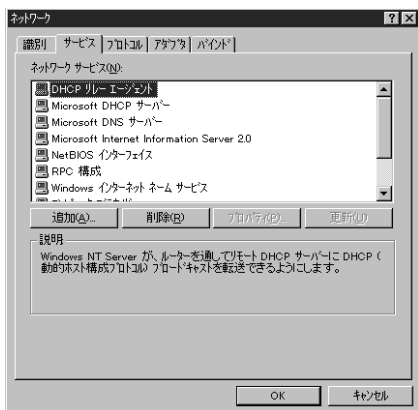 ネットワーク
識別 サービス プロトコル アダプタ バインド
ネットワーク サービス(N):
DHCP リレー エージェント
Microsoft DHCP サーバー
Microsoft DNS サーバー
Microsoft Internet Information Server 2.0
NetBIOS インターフェイス
RPC 構成
Windows インターネット ネーム サービス
追加(A)... 削除(R) プロパティ(P)... 更新(U)
説明
Windows NT Server が、ルーターを通してリモート DHCP サーバーに DHCP (
動的ホスト構成プロトコル) ブロードキャストを転送できるようにします。
OK キャンセル